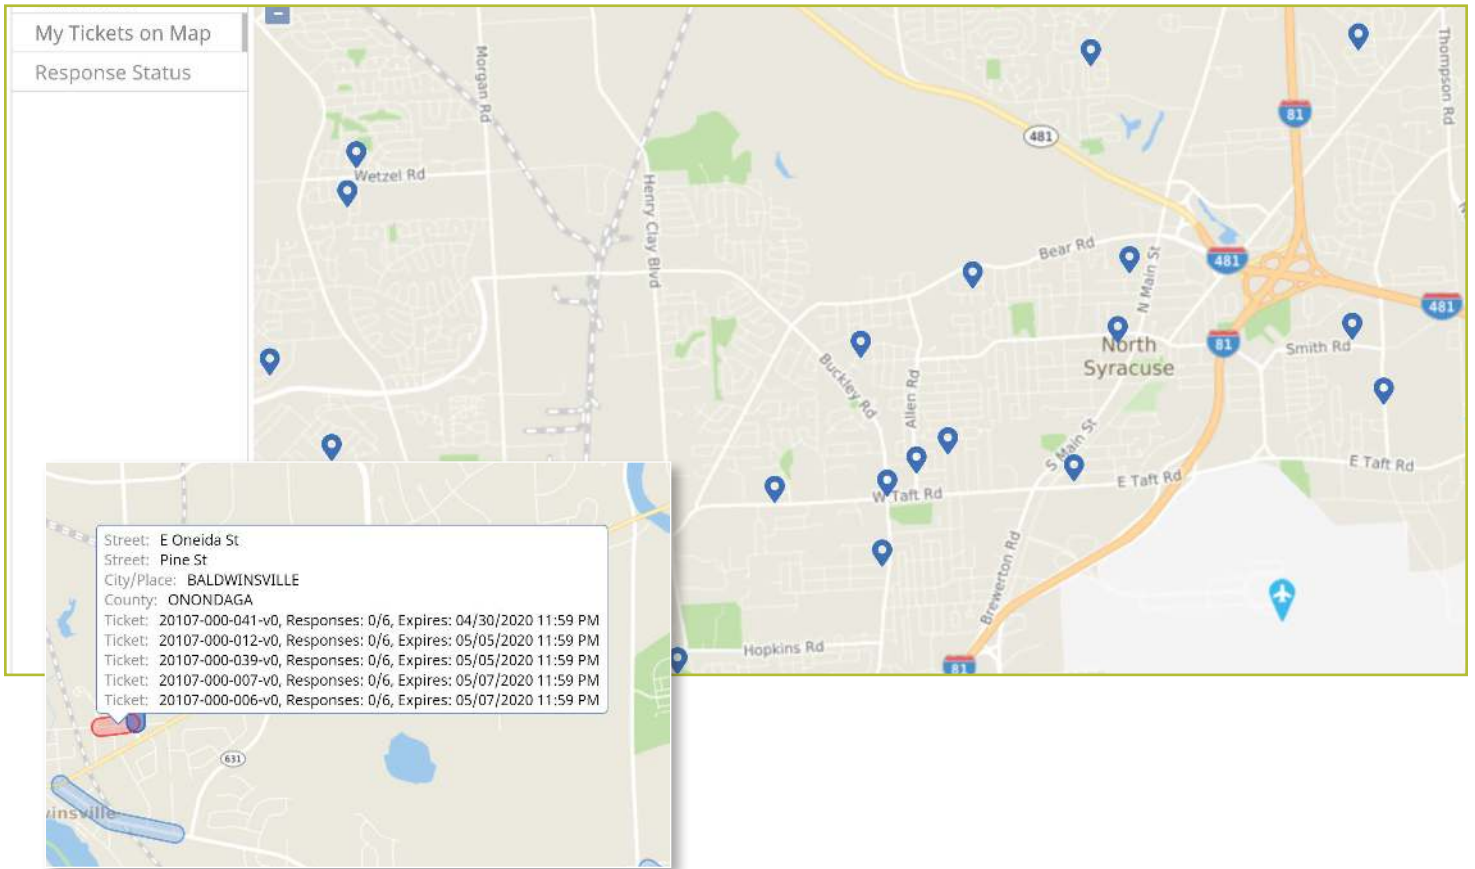 My Tickets on Map
Response Status
Morgan Rd
Thompson Rd
481
81
Wetzel Rd
Henry Clay Blvd
Bear Rd
N Main St
481
481
81
North
Syracuse
Smith Rd
Buckley Rd
Allen Rd
S Main St
E Taft Rd
E Taft Rd
W Taft Rd
Brewerton Rd
Hopkins Rd
81
Street: E Oneida St
Street: Pine St
City/Place: BALDWINSVILLE
County: ONONDAGA
Ticket: 20107-000-041-v0, Responses: 0/6, Expires: 04/30/2020 11:59 PM
Ticket: 20107-000-012-v0, Responses: 0/6, Expires: 05/05/2020 11:59 PM
Ticket: 20107-000-039-v0, Responses: 0/6, Expires: 05/05/2020 11:59 PM
Ticket: 20107-000-007-v0, Responses: 0/6, Expires: 05/07/2020 11:59 PM
Ticket: 20107-000-006-v0, Responses: 0/6, Expires: 05/07/2020 11:59 PM
631
winsville